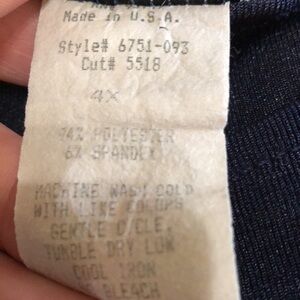 Made in U.S.A.
Style# 6751-093
Cut# 5518
4X
94% POLYESTER
6% SPANDEX
MACHINE WASH COLD
WITH LIKE COLORS
GENTLE CYCLE,
TUMBLE DRY LOW
COOL IRON
BLEACH